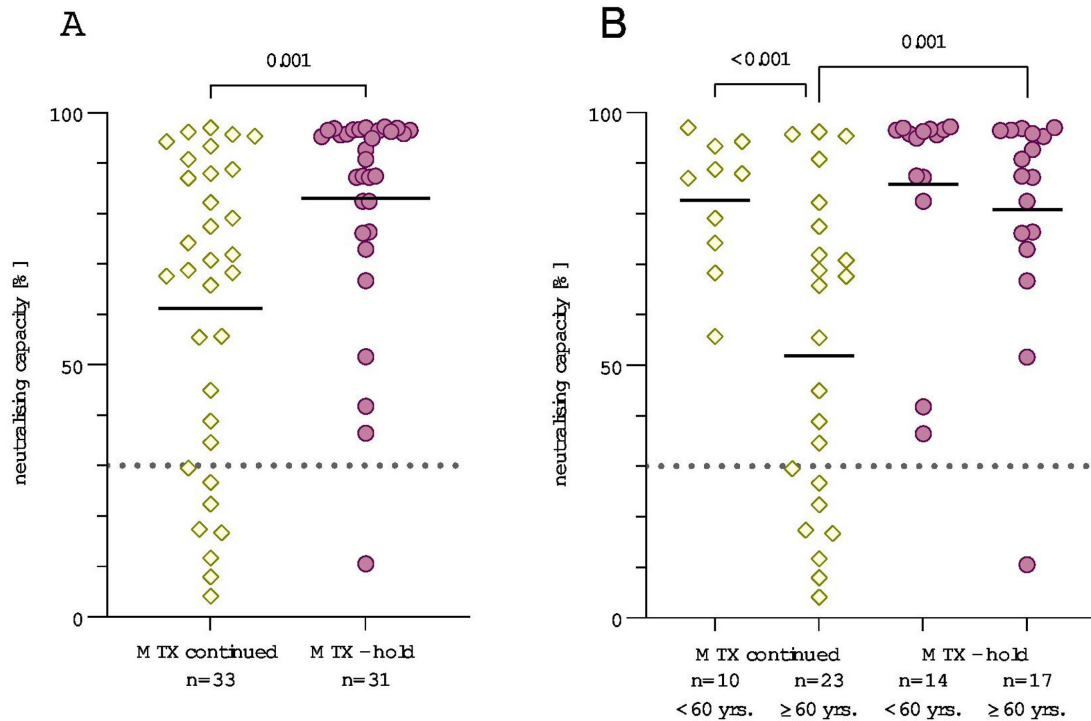 A
0.001
100
50
0
neutralising capacity [%]
MTX continued
n=33
MTX-hold
n=31
B
<0.001
0.001
100
50
0
neutralising capacity [%]
MTX continued
MTX-hold
n=10
n=23
n=14
n=17
<60 yrs.
≥60 yrs.
<60 yrs.
≥60 yrs.